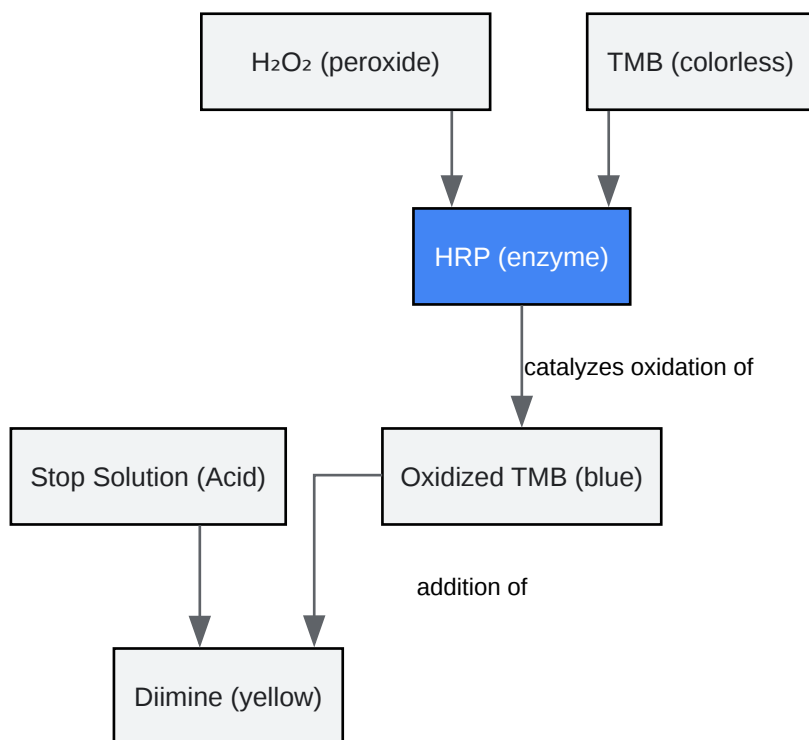 H₂O₂ (peroxide)
TMB (colorless)
HRP (enzyme)
catalyzes oxidation of
Stop Solution (Acid)
Oxidized TMB (blue)
addition of
Diimine (yellow)